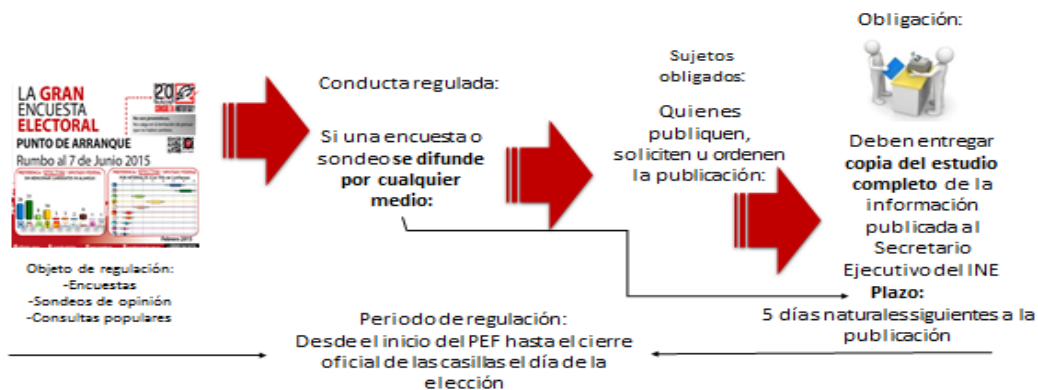 LA GRAN
ENCUESTA
ELECTORAL
PUNTO DE ARRANQUE
Rumbo al 7 de Junio 2015
Febrero 2015
Objeto de regulación:
-Encuestas
-Sondeos de opinión
-Consultas populares
Conducta regulada:
Si una encuesta o
sondeo se difunde
por cualquier
medio:
Sujetos
obligados:
Quienes
publiquen,
soliciten u ordenen
la publicación:
Obligación:
Deben entregar
copia del estudio
completo de la
información
publicada al
Secretario
Ejecutivo del INE
Plazo:
5 días naturales siguientes a la
publicación
Periodo de regulación:
Desde el inicio del PEF hasta el cierre
oficial de las casillas el día de la
elección